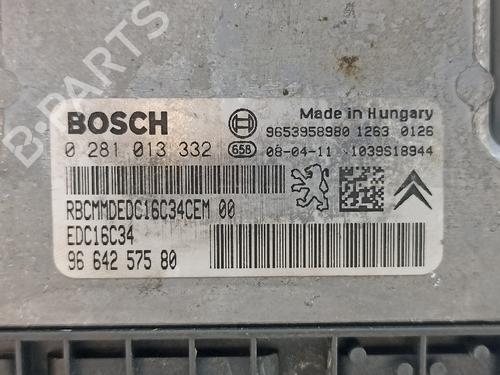 B-PARTS
BOSCH
Made in Hungary
9653958980 1263 0126
0 281 013 332
658 08-04-11 1039S18944
RBCMMDEDC16C34CEM 00
EDC16C34
96 642 575 80